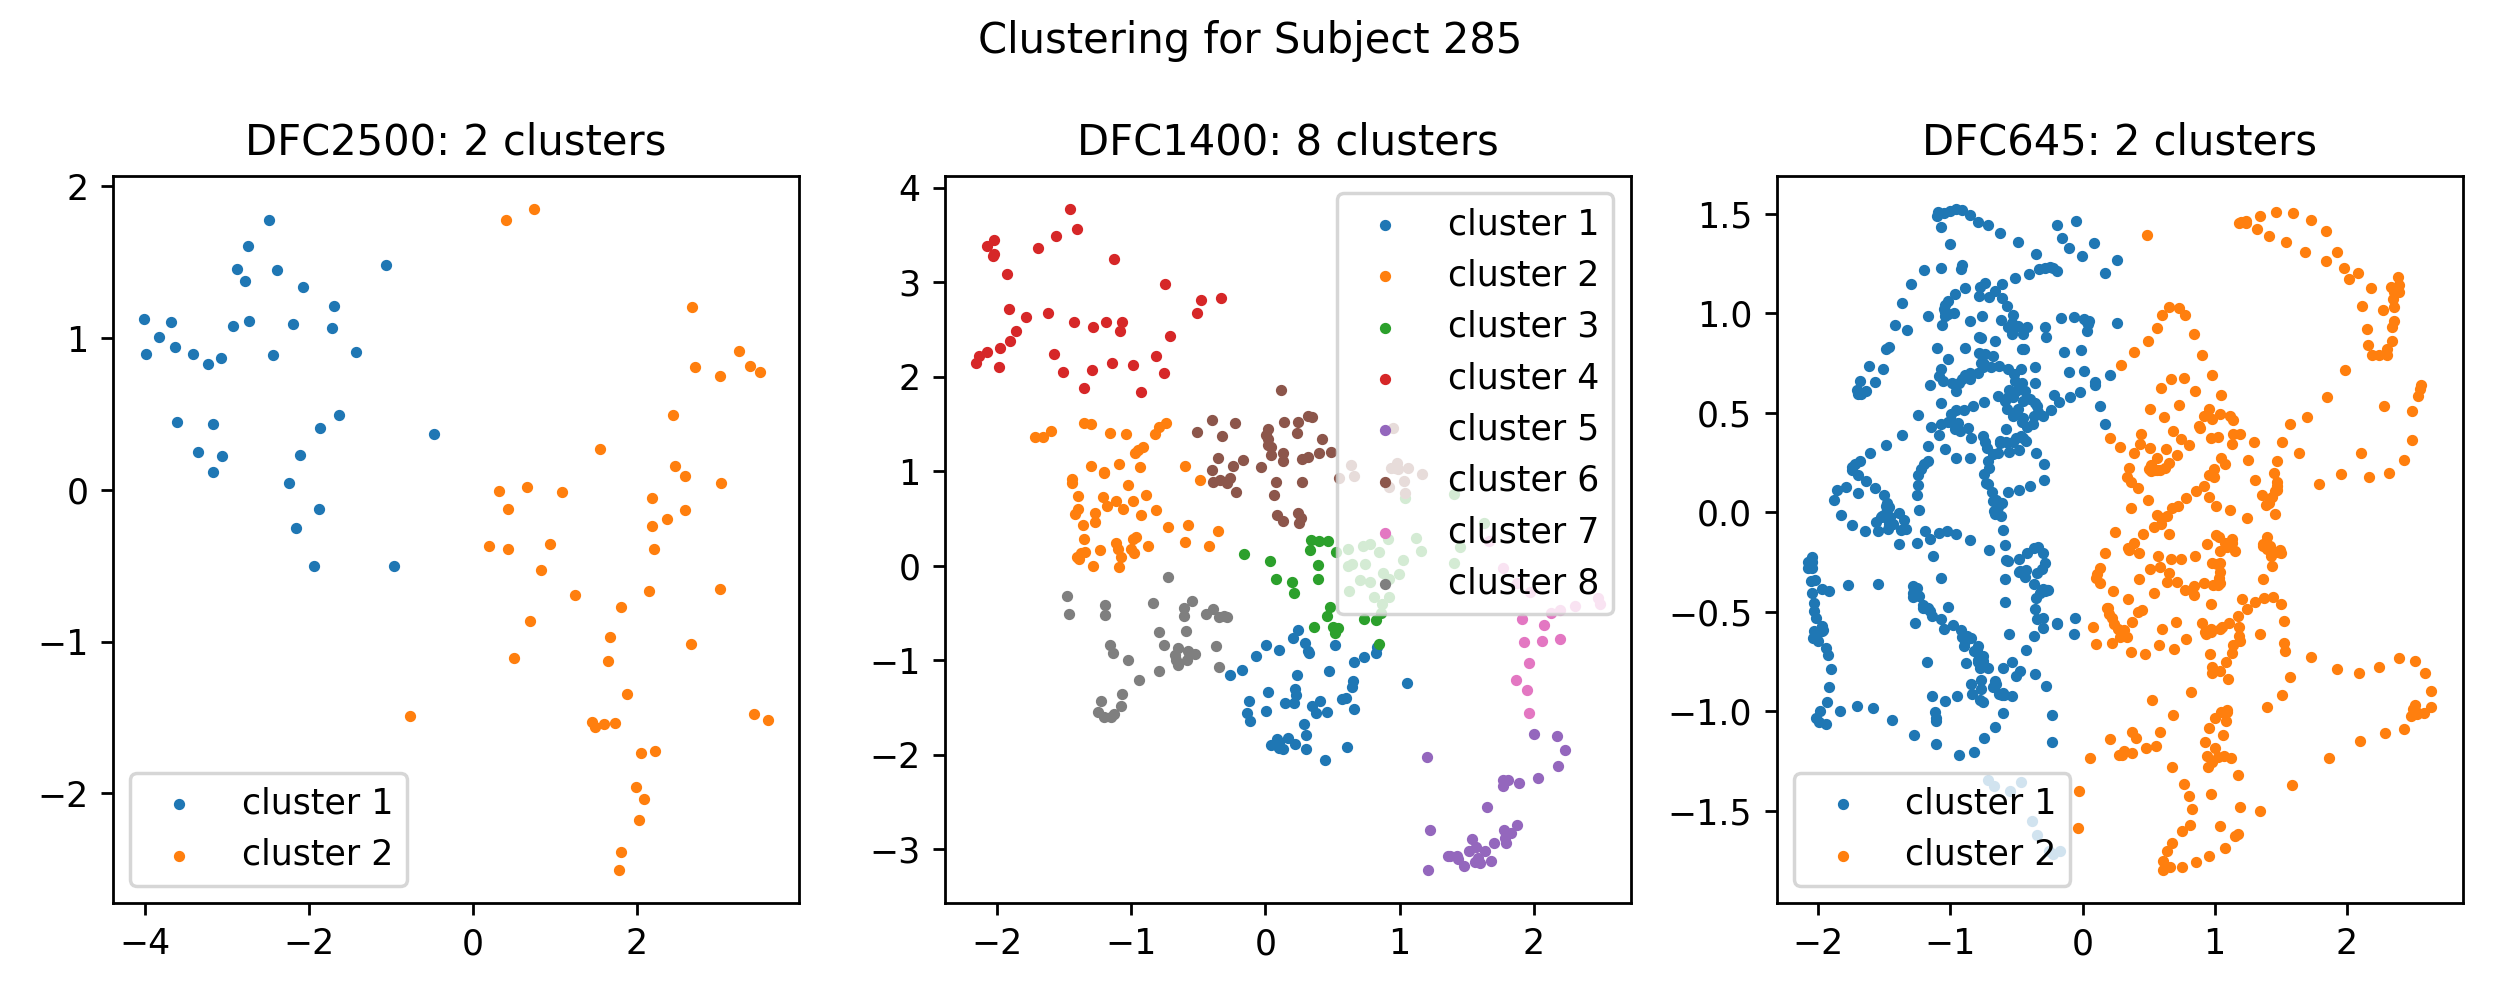 Clustering for Subject 285
DFC2500: 2 clusters
2
1
0
−1
−2
−4
−2
0
2
cluster 1
cluster 2
DFC1400: 8 clusters
4
3
2
1
0
−1
−2
−3
−2
−1
0
1
2
cluster 1
cluster 2
cluster 3
cluster 4
cluster 5
cluster 6
cluster 7
cluster 8
DFC645: 2 clusters
1.5
1.0
0.5
0.0
−0.5
−1.0
−1.5
−2
−1
0
1
2
cluster 1
cluster 2